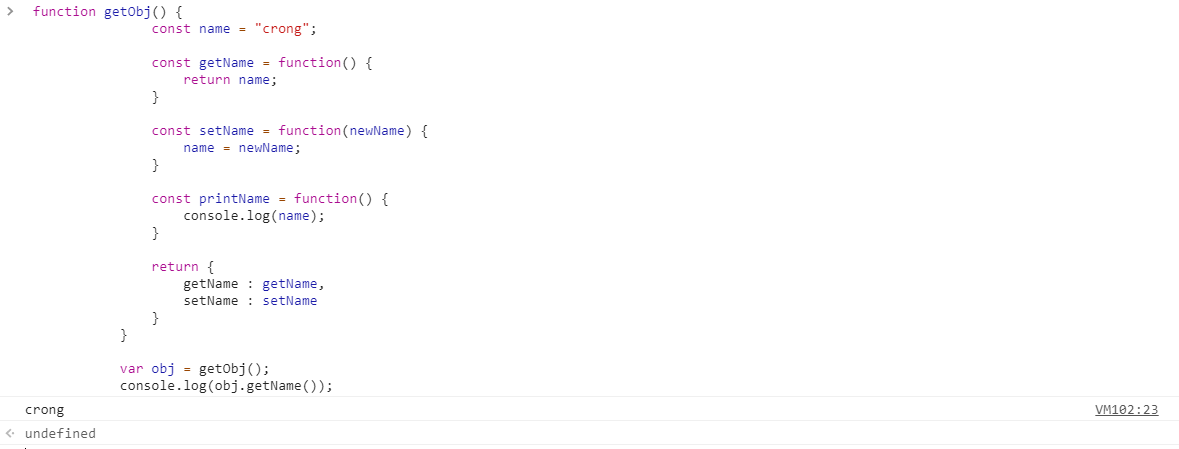 > function getObj() {
const name = "crong";
const getName = function() {
return name;
}
const setName = function(newName) {
name = newName;
}
const printName = function() {
console.log(name);
}
return {
getName : getName,
setName : setName
}
}
var obj = getObj();
console.log(obj.getName());
crong VM102:23
undefined